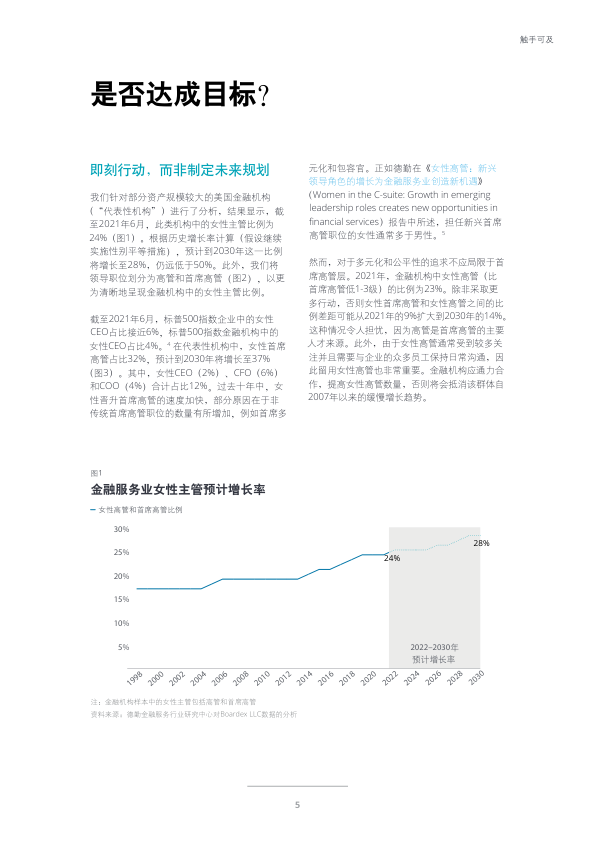 触手可及
是否达成目标?
即刻行动，而非制定未来规划
我们针对部分资产规模较大的美国金融机构
（“代表性机构”）进行了分析，结果显示，截
至2021年6月，此类机构中的女性主管比例为
24%（图1）。根据历史增长率计算（假设继续
实施性别平等措施），预计到2030年这一比例
将增长至28%，仍远低于50%。此外，我们将
领导职位划分为高管和首席高管（图2），以更
为清晰地呈现金融机构中的女性主管比例。
截至2021年6月，标普500指数企业中的女性
CEO占比接近6%，标普500指数金融机构中的
女性CEO占比4%。4 在代表性机构中，女性首席
高管占比32%，预计到2030年将增长至37%
（图3）。其中，女性CEO（2%）、CFO（6%）
和COO（4%）合计占比12%。过去十年中，女
性晋升首席高管的速度加快，部分原因在于非
传统首席高管职位的数量有所增加，例如首席多
元化和包容官。正如德勤在《女性高管：新兴
领导角色的增长为金融服务业创造新机遇》
（Women in the C-suite: Growth in emerging
leadership roles creates new opportunities in
financial services）报告中所述，担任新兴首席
高管职位的女性通常多于男性。5
然而，对于多元化和公平性的追求不应局限于首
席高管层。2021年，金融机构中女性高管（比
首席高管低1-3级）的比例为23%。除非采取更
多行动，否则女性首席高管和女性高管之间的比
例差距可能从2021年的9%扩大到2030年的14%。
这种情况令人担忧，因为高管是首席高管的主要
人才来源。此外，由于女性高管通常受到较多关
注并且需要与企业的众多员工保持日常沟通，因
此留用女性高管也非常重要。金融机构应通力合
作，提高女性高管数量，否则将会抵消该群体自
2007年以来的缓慢增长趋势。
图1
金融服务业女性主管预计增长率
女性高管和首席高管比例
30%
25%
20%
15%
10%
5%
24%
28%
2022–2030年
预计增长率
1998 2000 2002 2004 2006 2008 2010 2012 2014 2016 2018 2020 2022 2024 2026 2028 2030
注：金融机构样本中的女性主管包括高管和首席高管
资料来源：德勤金融服务行业研究中心对Boardex LLC数据的分析
5